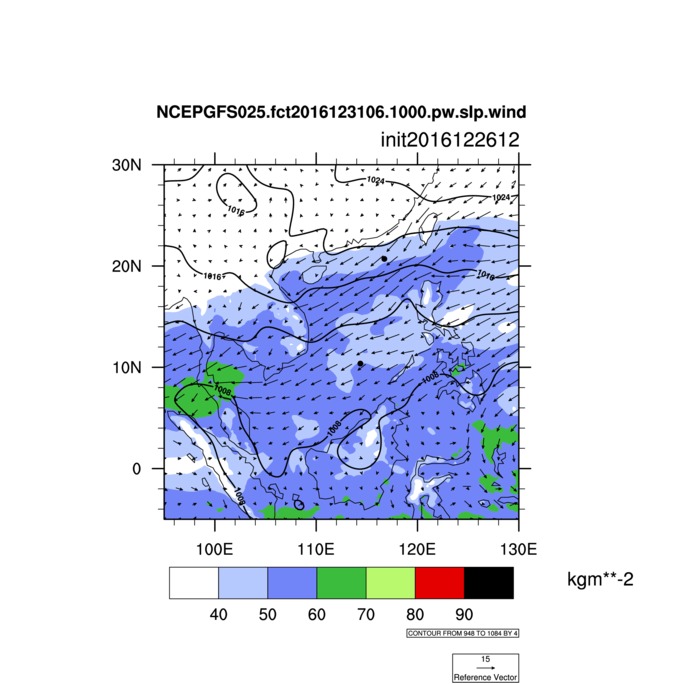 NCEPGFS025.fct2016123106.1000.pw.slp.wind
init2016122612
30N
1024
1024
1016
20N
1016
1016
10N
1008
1008
1008
0
1008
100E 110E 120E 130E
kgm**-2
40 50 60 70 80 90
CONTOUR FROM 948 TO 1084 BY 4
15
Reference Vector